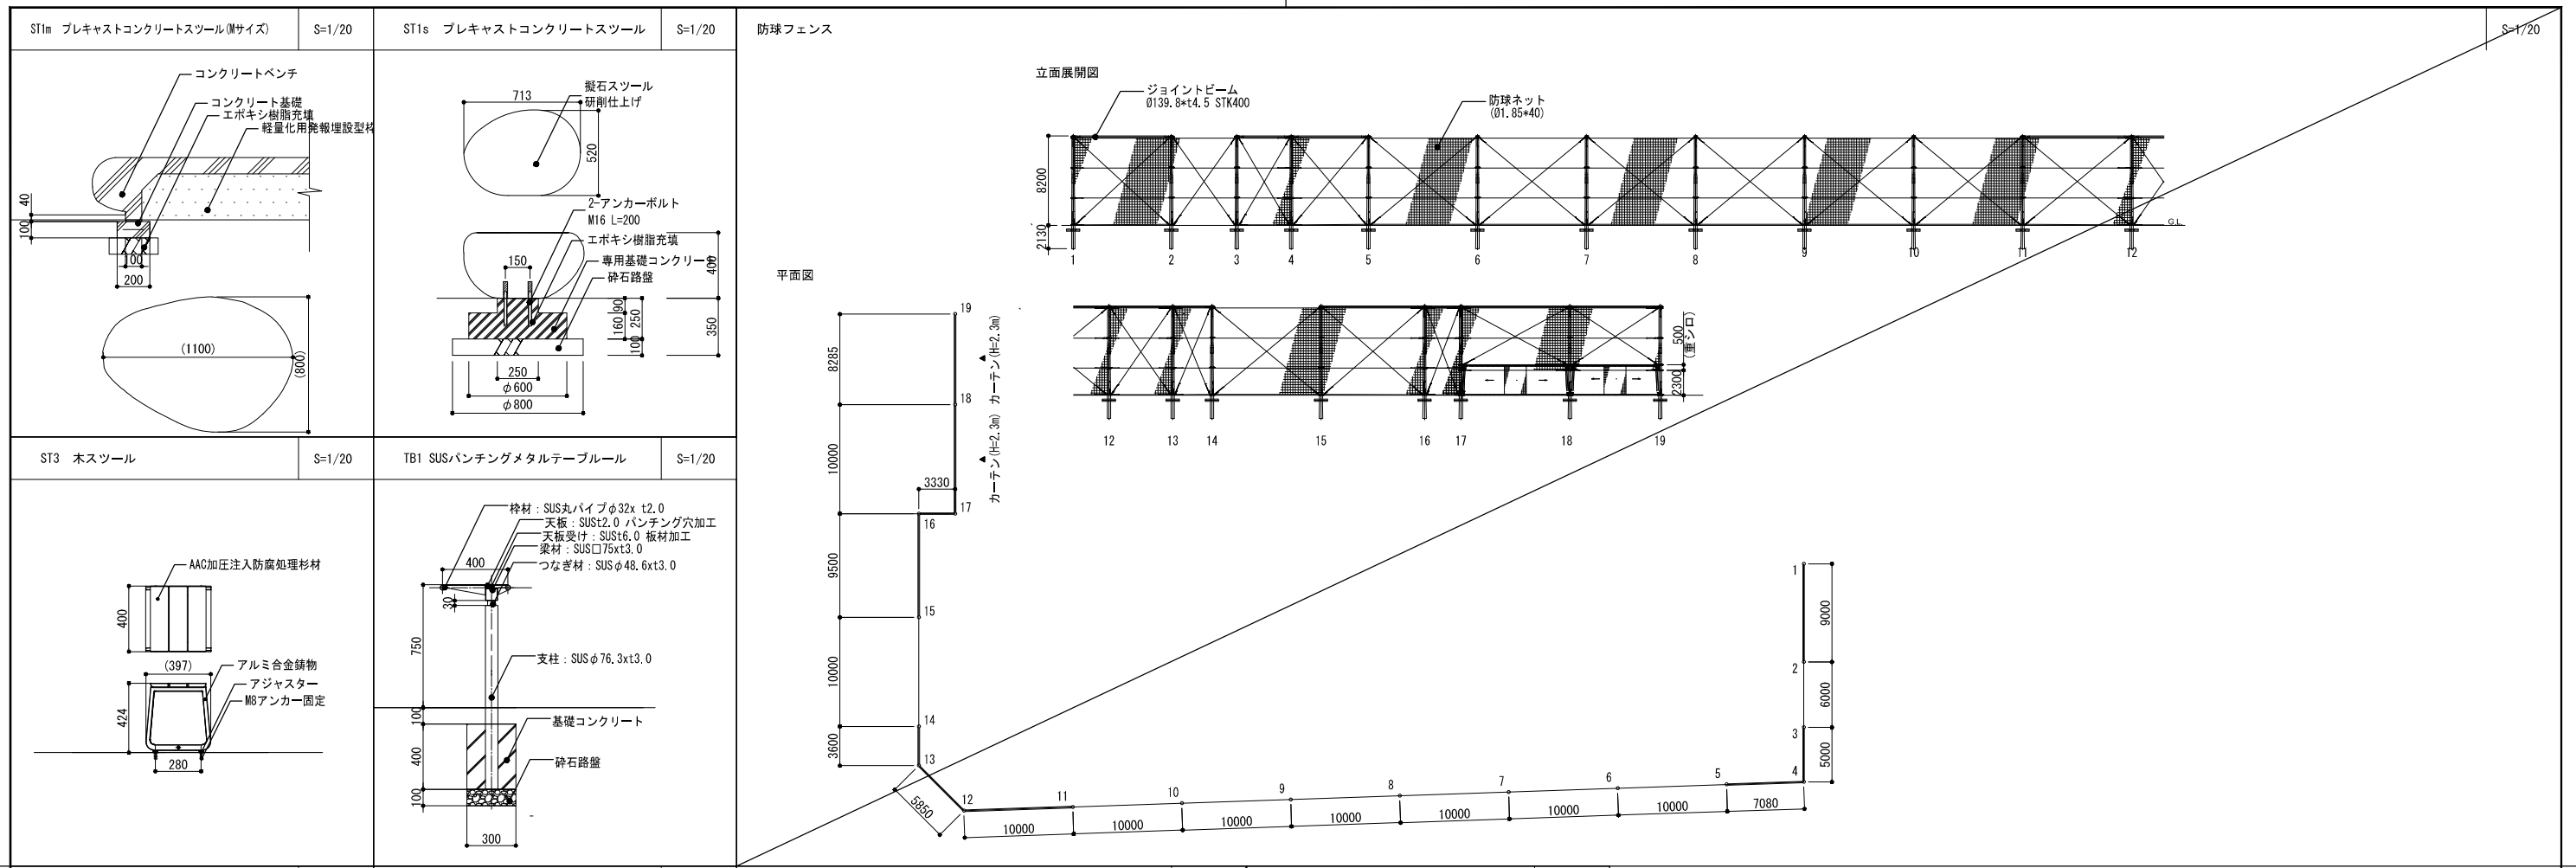 ST1m プレキャストコンクリートスツール(Mサイズ)
S=1/20
コンクリートベンチ
コンクリート基礎
エポキシ樹脂充填
軽量化用発報埋設型枠
40
100
100
200
(1100)
(800)
ST1s プレキャストコンクリートスツール
S=1/20
擬石スツール
研削仕上げ
713
520
2-アンカーボルト
M16 L=200
エポキシ樹脂充填
専用基礎コンクリート
砕石路盤
150
400
90
160
250
100
350
250
φ600
φ800
ST3 木スツール
S=1/20
AAC加圧注入防腐処理杉材
400
(397)
アルミ合金鋳物
アジャスター
M8アンカー固定
424
280
TB1 SUSパンチングメタルテーブルール
S=1/20
枠材：SUS丸パイプφ32x t2.0
天板：SUSt2.0 パンチング穴加工
天板受け：SUSt6.0 板材加工
梁材：SUS□75xt3.0
つなぎ材：SUSφ48.6xt3.0
400
30
750
支柱：SUSφ76.3xt3.0
100
基礎コンクリート
400
砕石路盤
100
300
防球フェンス
S=1/20
立面展開図
ジョイントビーム
Ø139.8*t4.5 STK400
防球ネット
(Ø1.85*40)
8200
2130
G.L.
1 2 3 4 5 6 7 8 9 10 11 12
500
(垂シロ)
2300
12 13 14 15 16 17 18 19
平面図
19
8285
カーテン(H=2.3m)
18
10000
カーテン(H=2.3m)
3330
17
16
9500
15
10000
14
3600
13
5850
12 11 10 9 8 7 6 5 4
10000 10000 10000 10000 10000 10000 10000 7080
1
9000
2
6000
3
5000